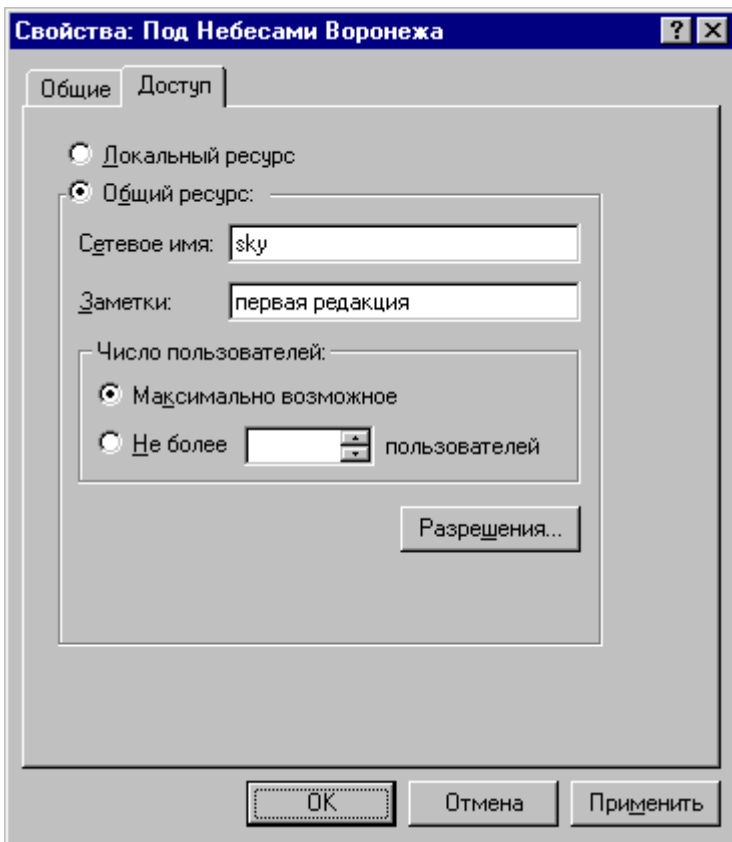 Свойства: Под Небесами Воронежа
Общие Доступ
Локальный ресурс
Общий ресурс:
Сетевое имя: sky
Заметки: первая редакция
Число пользователей:
Максимально возможное
Не более пользователей
Разрешения...
OK Отмена Применить